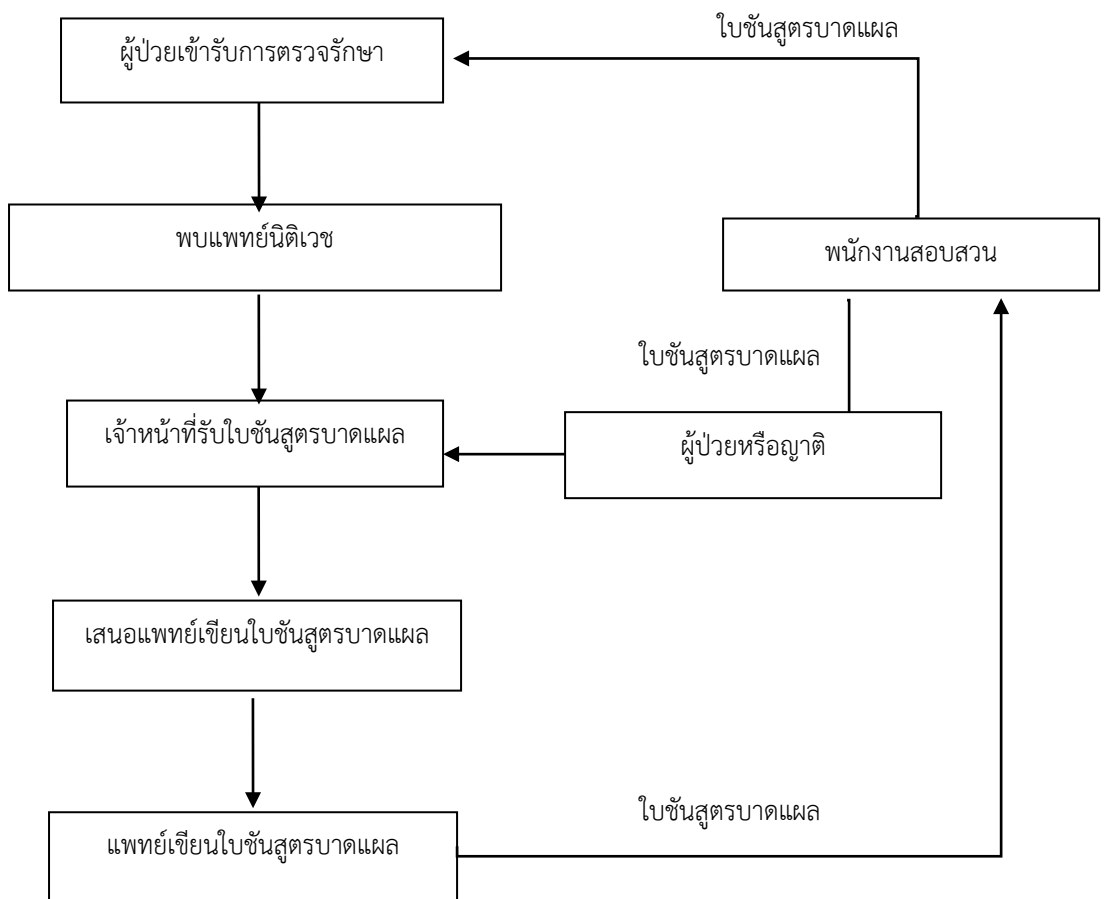 ใบชันสูตรบาดแผล
ผู้ป่วยเข้ารับการตรวจรักษา
พบแพทย์นิติเวช
พนักงานสอบสวน
ใบชันสูตรบาดแผล
เจ้าหน้าที่รับใบชันสูตรบาดแผล
ผู้ป่วยหรือญาติ
เสนอแพทย์เขียนใบชันสูตรบาดแผล
ใบชันสูตรบาดแผล
แพทย์เขียนใบชันสูตรบาดแผล